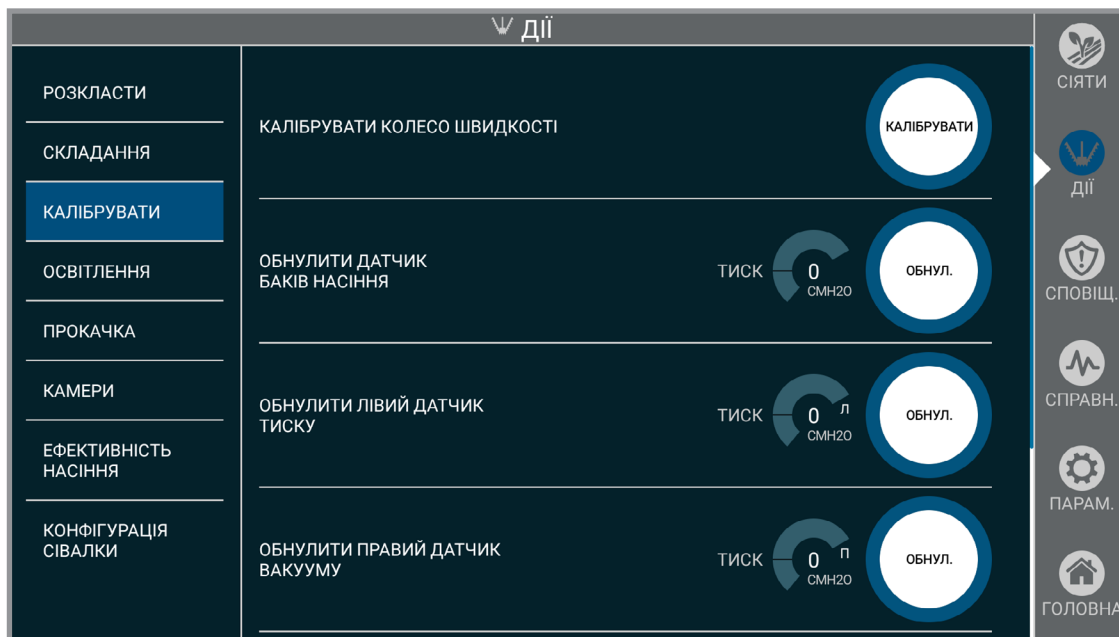 ДІЇ
РОЗКЛАСТИ
СКЛАДАННЯ
КАЛІБРУВАТИ
ОСВІТЛЕННЯ
ПРОКАЧКА
КАМЕРИ
ЕФЕКТИВНІСТЬ
НАСІННЯ
КОНФІГУРАЦІЯ
СІВАЛКИ
КАЛІБРУВАТИ КОЛЕСО ШВИДКОСТІ
КАЛІБРУВАТИ
ОБНУЛИТИ ДАТЧИК
БАКІВ НАСІННЯ
ТИСК
0
СМН2О
ОБНУЛ.
ОБНУЛИТИ ЛІВИЙ ДАТЧИК
ТИСКУ
ТИСК
0 Л
СМН2О
ОБНУЛ.
ОБНУЛИТИ ПРАВИЙ ДАТЧИК
ВАКУУМУ
ТИСК
0 П
СМН2О
ОБНУЛ.
СІЯТИ
ДІЇ
СПОВІЩ.
СПРАВН.
ПАРАМ.
ГОЛОВНА